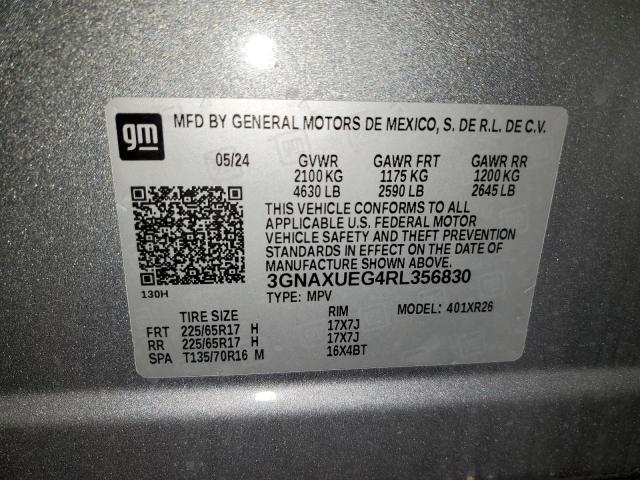 gm
MFD BY GENERAL MOTORS DE MEXICO, S. DE R.L. DE C.V.
05/24 GVWR GAWR FRT GAWR RR
2100 KG 1175 KG 1200 KG
4630 LB 2590 LB 2645 LB
THIS VEHICLE CONFORMS TO ALL
APPLICABLE U.S. FEDERAL MOTOR
VEHICLE SAFETY AND THEFT PREVENTION
STANDARDS IN EFFECT ON THE DATE OF
MANUFACTURE SHOWN ABOVE.
3GNAXUEG4RL356830
130H
TYPE: MPV
MODEL: 401XR26
TIRE SIZE RIM
FRT 225/65R17 H 17X7J
RR 225/65R17 H 17X7J
SPA T135/70R16 M 16X4BT